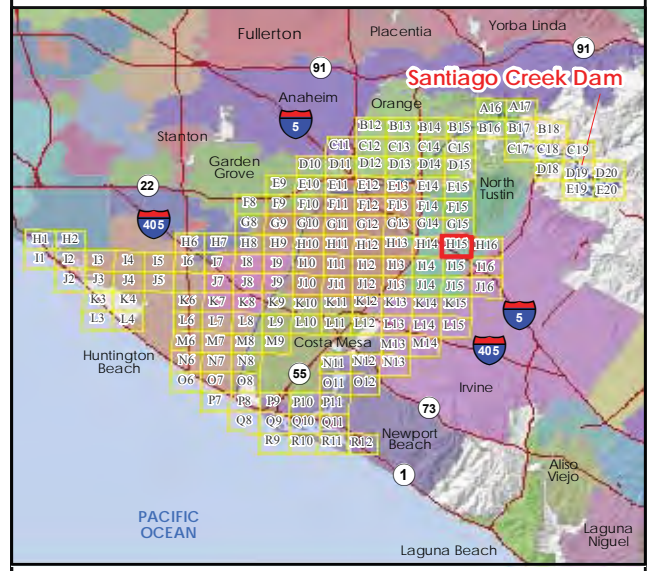 Yorba Linda
Placentia
Fullerton
91
91
Santiago Creek Dam
Anaheim
Orange
A16 A17
5
B12 B13 B14 B15 B16 B17 B18
Stanton
C11 C12 C13 C14 C15 C17 C18 C19
Garden
Grove
D10 D11 D12 D13 D14 D15 D18 D19 D20
22
E9 E10 E11 E12 E13 E14 E15 E19 E20
North
Tustin
F8 F9 F10 F11 F12 F13 F14 F15
405
G8 G9 G10 G11 G12 G13 G14 G15
H1 H2 H6 H7 H8 H9 H10 H11 H12 H13 H14 H15 H16
I1 I2 I3 I4 I5 I6 I7 I8 I9 I10 I11 I12 I13 I14 I15 I16
J2 J3 J4 J5 J7 J8 J9 J10 J11 J12 J13 J14 J15 J16
K3 K4 K6 K7 K8 K9 K10 K11 K12 K13 K14 K15
5
L3 L4 L6 L7 L8 L9 L10 L11 L12 L13 L14 L15
M6 M7 M8 M9 Costa Mesa M13 M14
405
Huntington
Beach
N6 N7 N8 N11 N12 N13
55
O6 O7 O8 O11 O12
Irvine
P7 P8 P9 P10 P11
73
Q8 Q9 Q10 Q11
Newport
Beach
R9 R10 R11 R12
1
Aliso
Viejo
PACIFIC
OCEAN
Laguna
Niguel
Laguna Beach